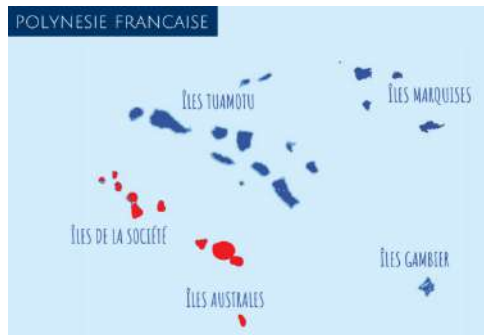 POLYNESIE FRANCAISE
ÎLES TUAMOTU
ÎLES MARQUISES
ÎLES DE LA SOCIÉTÉ
ÎLES GAMBIER
ÎLES AUSTRALES